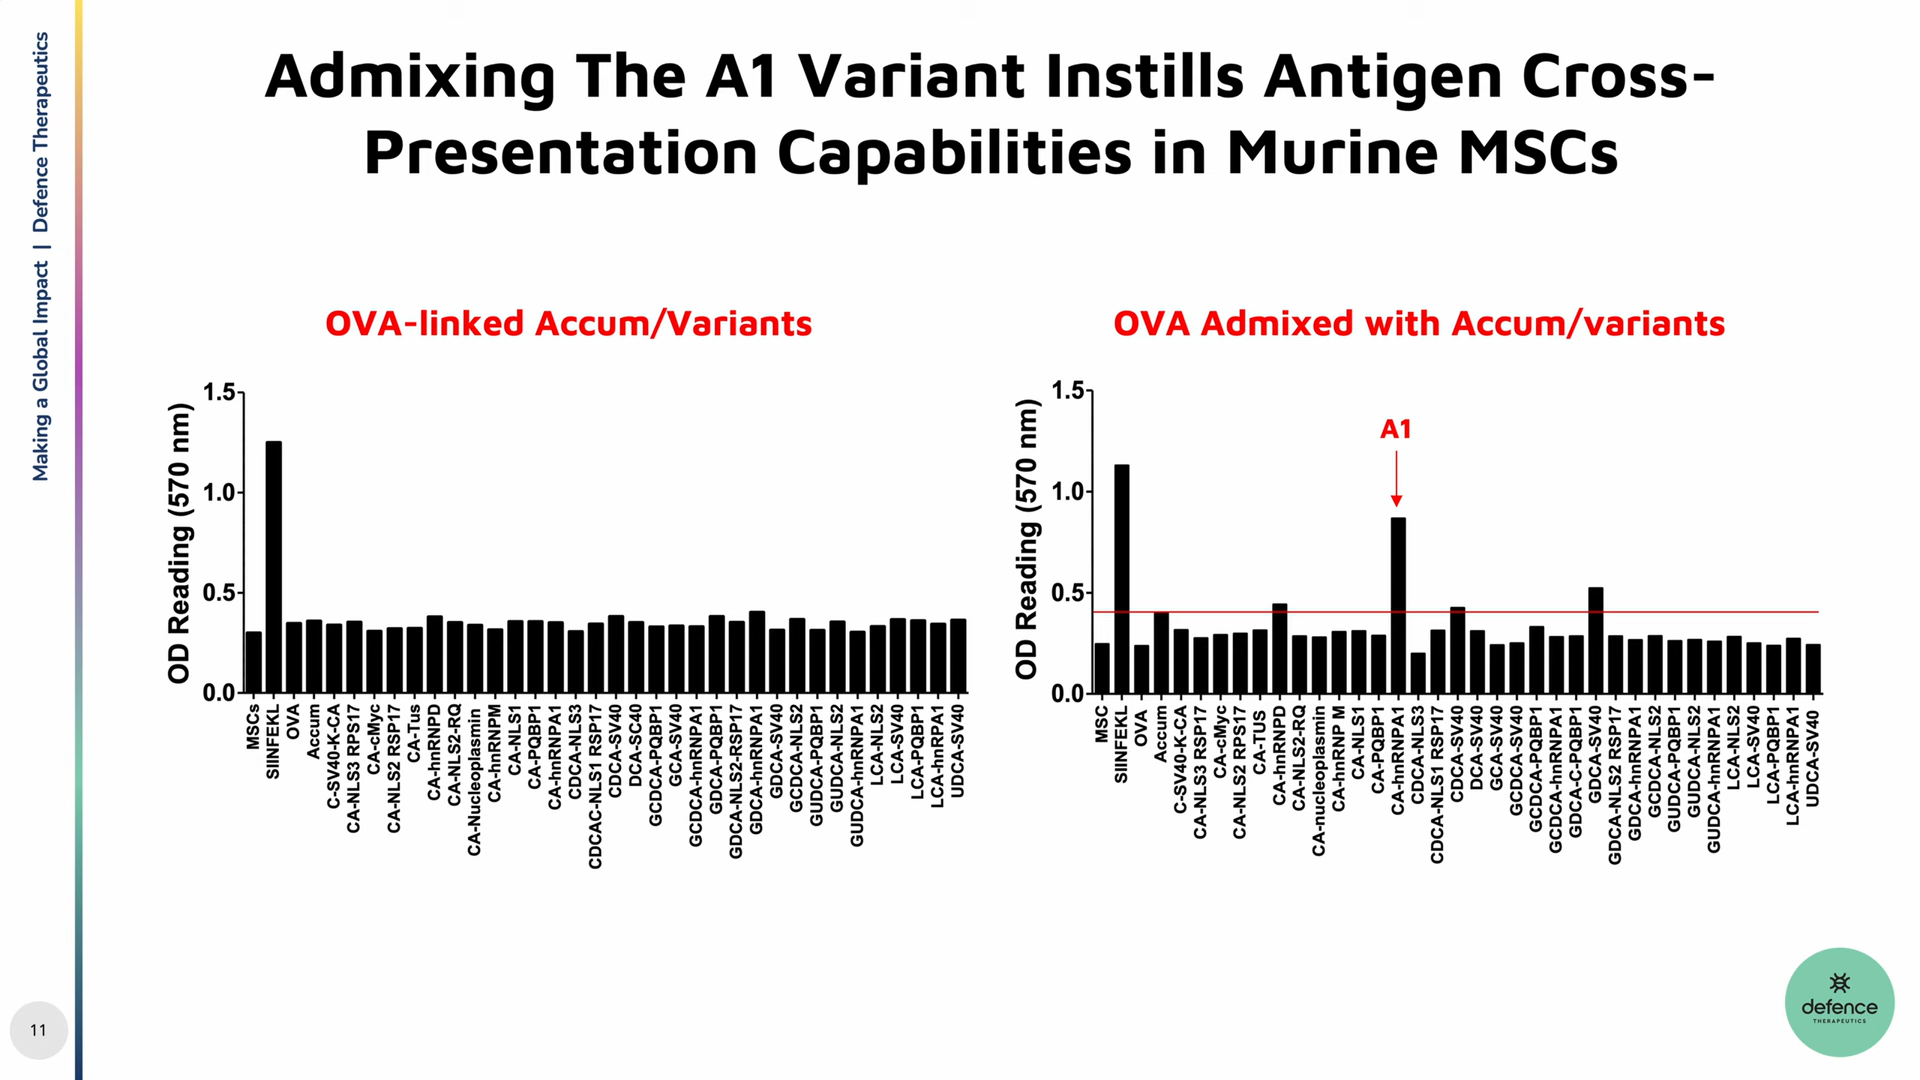 Making a Global Impact | Defence Therapeutics
Admixing The A1 Variant Instills Antigen Cross-
Presentation Capabilities in Murine MSCs
OVA-linked Accum/Variants
OD Reading (570 nm)
1.5
1.0
0.5
0.0
MSCs
SIINFEKL
OVA
Accum
C-SV40-K-CA
CA-NLS3 RPS17
CA-cMyc
CA-NLS2 RSP17
CA-Tus
CA-hnRNPD
CA-NLS2-RQ
CA-Nucleoplasmin
CA-hnRNPM
CA-NLS1
CA-PQBP1
CA-hnRNPA1
CDCA-NLS3
CDCAC-NLS1 RSP17
CDCA-SV40
DCA-SC40
GCDCA-PQBP1
GCA-SV40
GCDCA-hnRNPA1
GDCA-PQBP1
GDCA-NLS2-RSP17
GDCA-hnRNPA1
GDCA-SV40
GCDCA-NLS2
GUDCA-PQBP1
GUDCA-NLS2
GUDCA-hnRNPA1
LCA-NLS2
LCA-SV40
LCA-PQBP1
LCA-hnRPA1
UDCA-SV40
OVA Admixed with Accum/variants
OD Reading (570 nm)
1.5
1.0
0.5
0.0
A1
MSC
SIINFEKL
OVA
Accum
C-SV40-K-CA
CA-NLS3 RSP17
CA-cMyc
CA-NLS2 RPS17
CA-TUS
CA-hnRNPD
CA-NLS2-RQ
CA-nucleoplasmin
CA-hnRNP M
CA-NLS1
CA-PQBP1
CA-hnRNPA1
CDCA-NLS3
CDCA-NLS1 RSP17
CDCA-SV40
DCA-SV40
GCA-SV40
GCDCA-SV40
GCDCA-PQBP1
GCDCA-hnRNPA1
GDCA-C-PQBP1
GDCA-SV40
GDCA-NLS2 RSP17
GDCA-hnRNPA1
GCDCA-NLS2
GUDCA-PQBP1
GUDCA-NLS2
GUDCA-hnRNPA1
LCA-NLS2
LCA-SV40
LCA-PQBP1
LCA-hnRNPA1
UDCA-SV40
11
defence
THERAPEUTICS